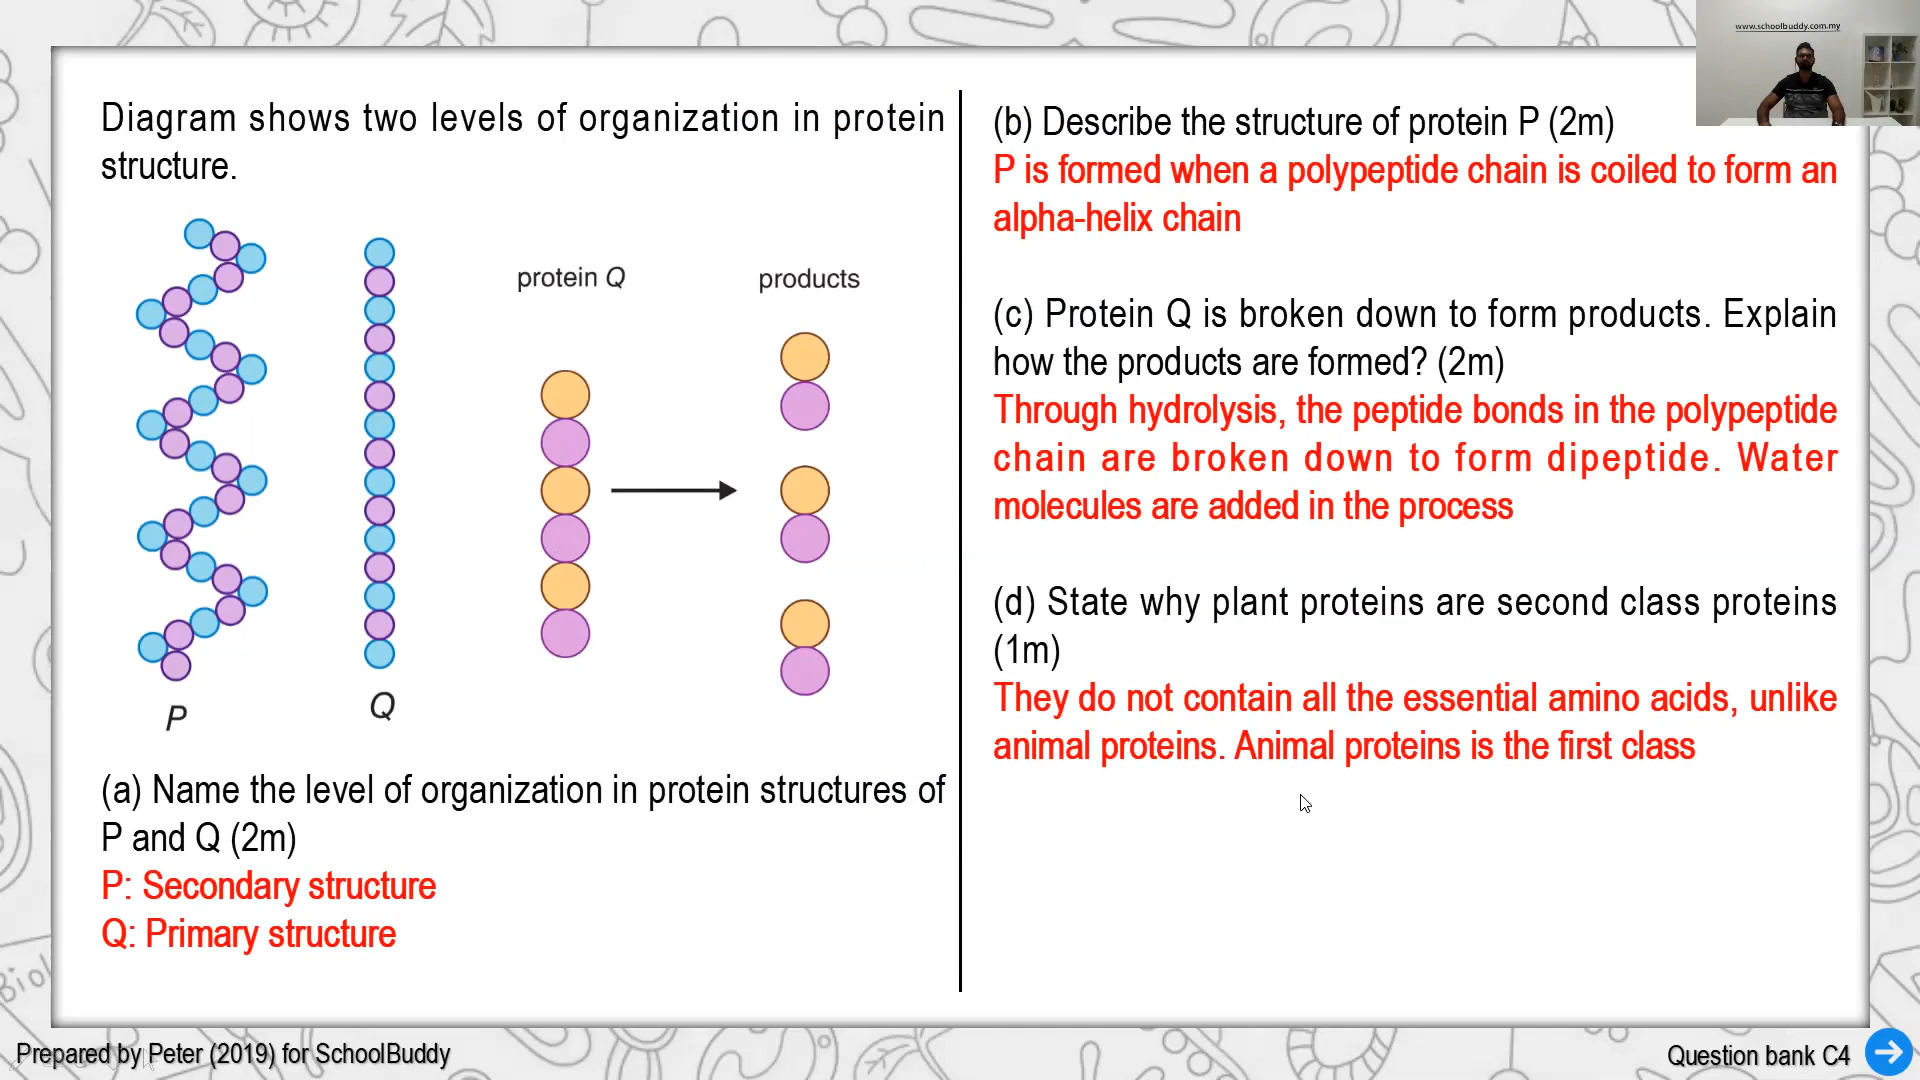 www.schoolbuddy.com.my
Diagram shows two levels of organization in protein
structure.
protein Q
products
P
Q
(a) Name the level of organization in protein structures of
P and Q (2m)
P: Secondary structure
Q: Primary structure
(b) Describe the structure of protein P (2m)
P is formed when a polypeptide chain is coiled to form an
alpha-helix chain
(c) Protein Q is broken down to form products. Explain
how the products are formed? (2m)
Through hydrolysis, the peptide bonds in the polypeptide
chain are broken down to form dipeptide. Water
molecules are added in the process
(d) State why plant proteins are second class proteins
(1m)
They do not contain all the essential amino acids, unlike
animal proteins. Animal proteins is the first class
Prepared by Peter (2019) for SchoolBuddy
Question bank C4